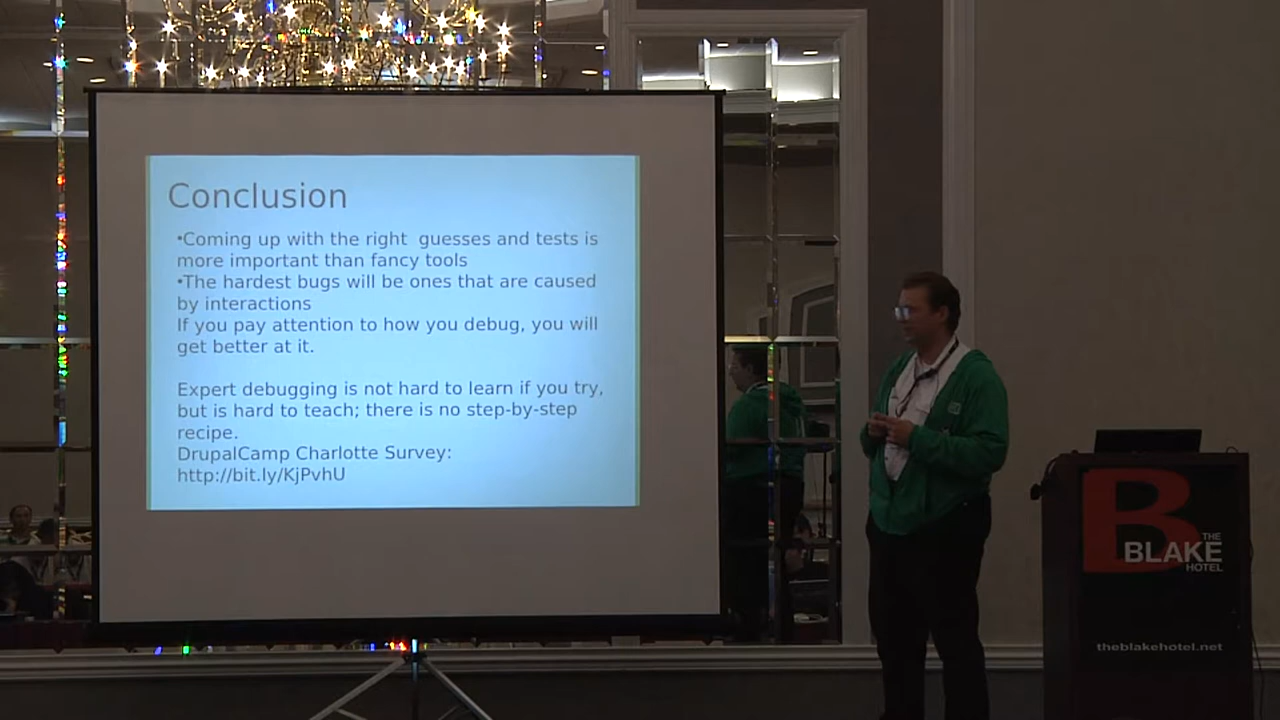 Conclusion
•Coming up with the right  guesses and tests is
more important than fancy tools
•The hardest bugs will be ones that are caused
by interactions
If you pay attention to how you debug, you will
get better at it.
Expert debugging is not hard to learn if you try,
but is hard to teach; there is no step-by-step
recipe.
DrupalCamp Charlotte Survey:
http://bit.ly/KjPvhU
B
THE
BLAKE
HOTEL
theblakehotel.net